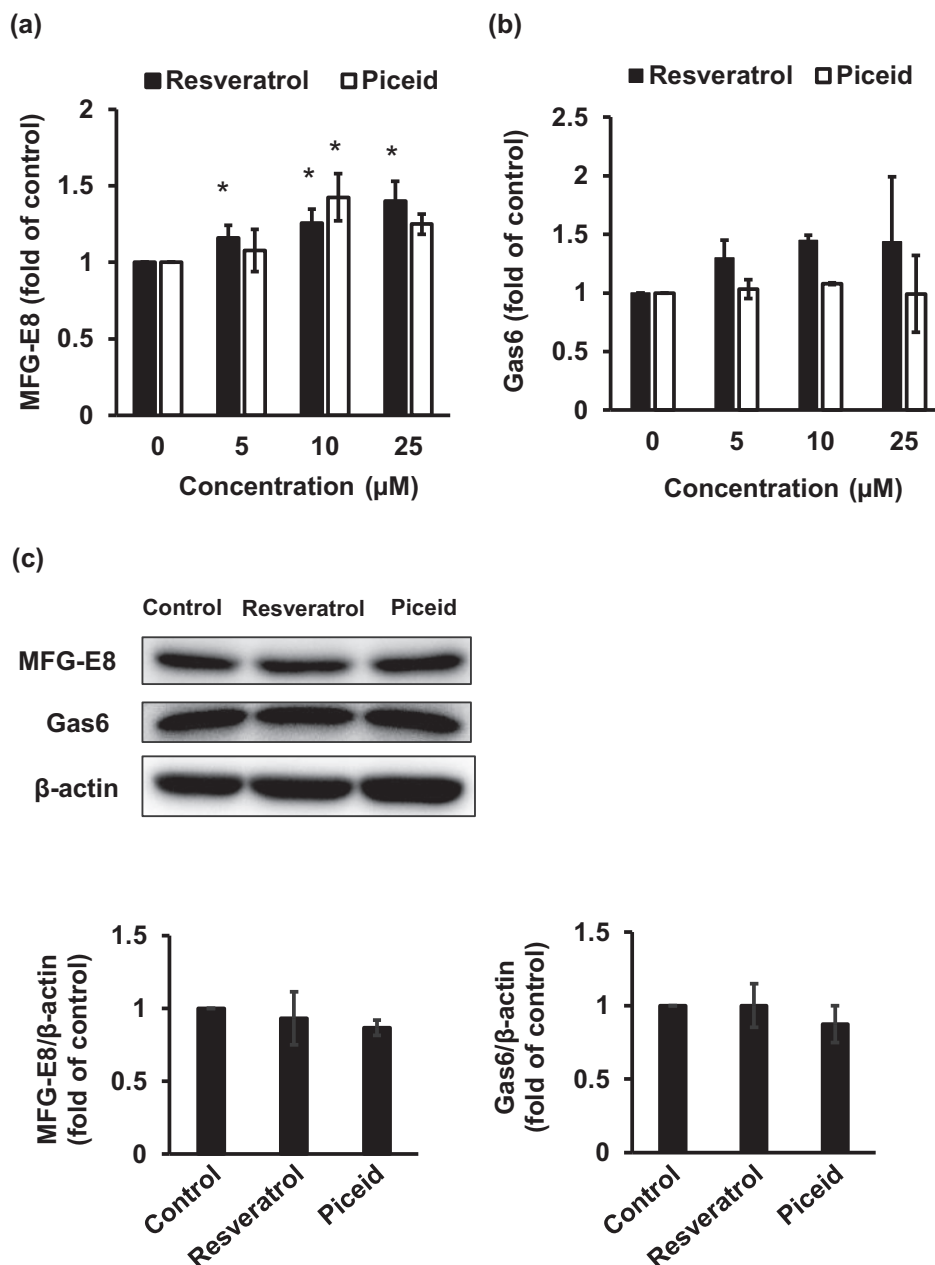 (a)
Resveratrol Piceid
MFG-E8 (fold of control)
2
1.5
1
0.5
0
* * * *
0 5 10 25
Concentration (µM)
(b)
Resveratrol Piceid
Gas6 (fold of control)
2.5
2
1.5
1
0.5
0
0 5 10 25
Concentration (µM)
(c)
Control Resveratrol Piceid
MFG-E8
Gas6
β-actin
MFG-E8/β-actin
(fold of control)
1.5
1
0.5
0
Control Resveratrol Piceid
Gas6/β-actin
(fold of control)
1.5
1
0.5
0
Control Resveratrol Piceid